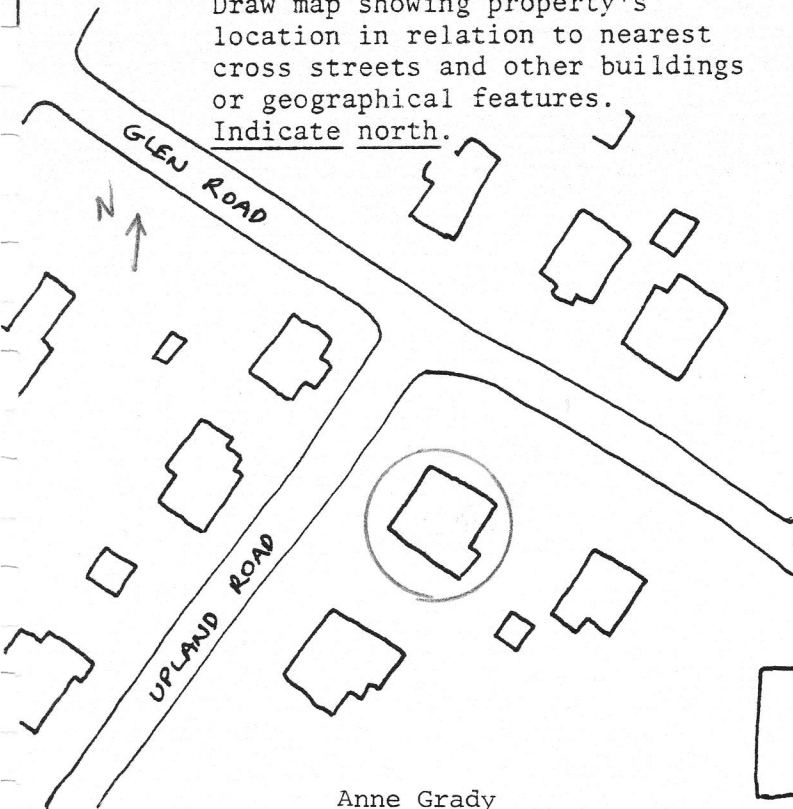 Draw map showing property's
location in relation to nearest
cross streets and other buildings
or geographical features.
Indicate north.
GLEN ROAD
N
UPLAND ROAD
Anne Grady